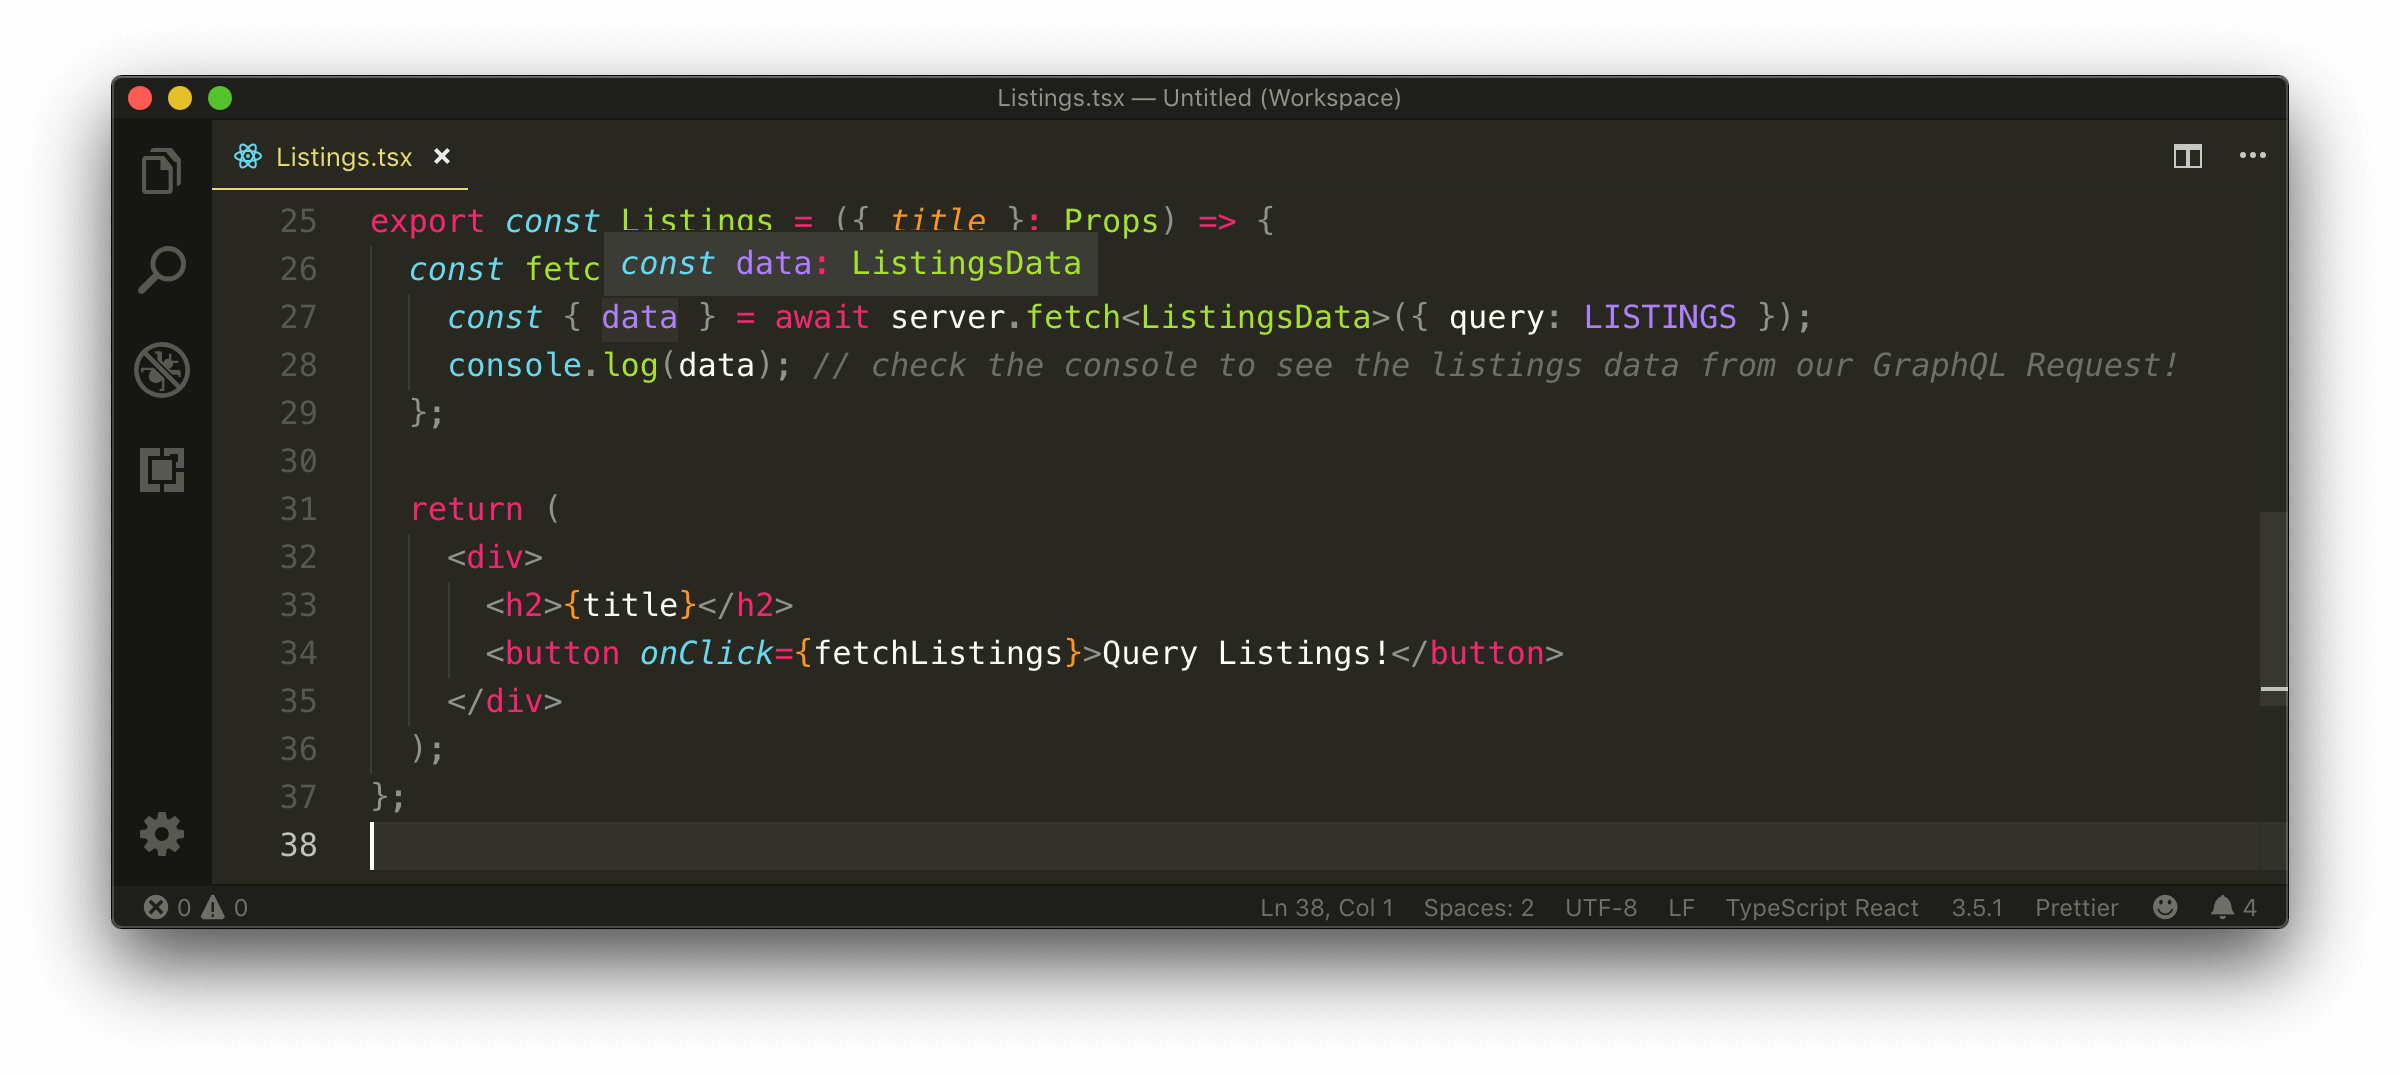 Listings.tsx — Untitled (Workspace)
Listings.tsx
25 export const Listings = ({ title }: Props) => {
26 const fetc
const data: ListingsData
27 const { data } = await server.fetch<ListingsData>({ query: LISTINGS });
28 console.log(data); // check the console to see the listings data from our GraphQL Request!
29 };
30
31 return (
32 <div>
33 <h2>{title}</h2>
34 <button onClick={fetchListings}>Query Listings!</button>
35 </div>
36 );
37 };
38
0 0 Ln 38, Col 1 Spaces: 2 UTF-8 LF TypeScript React 3.5.1 Prettier 4